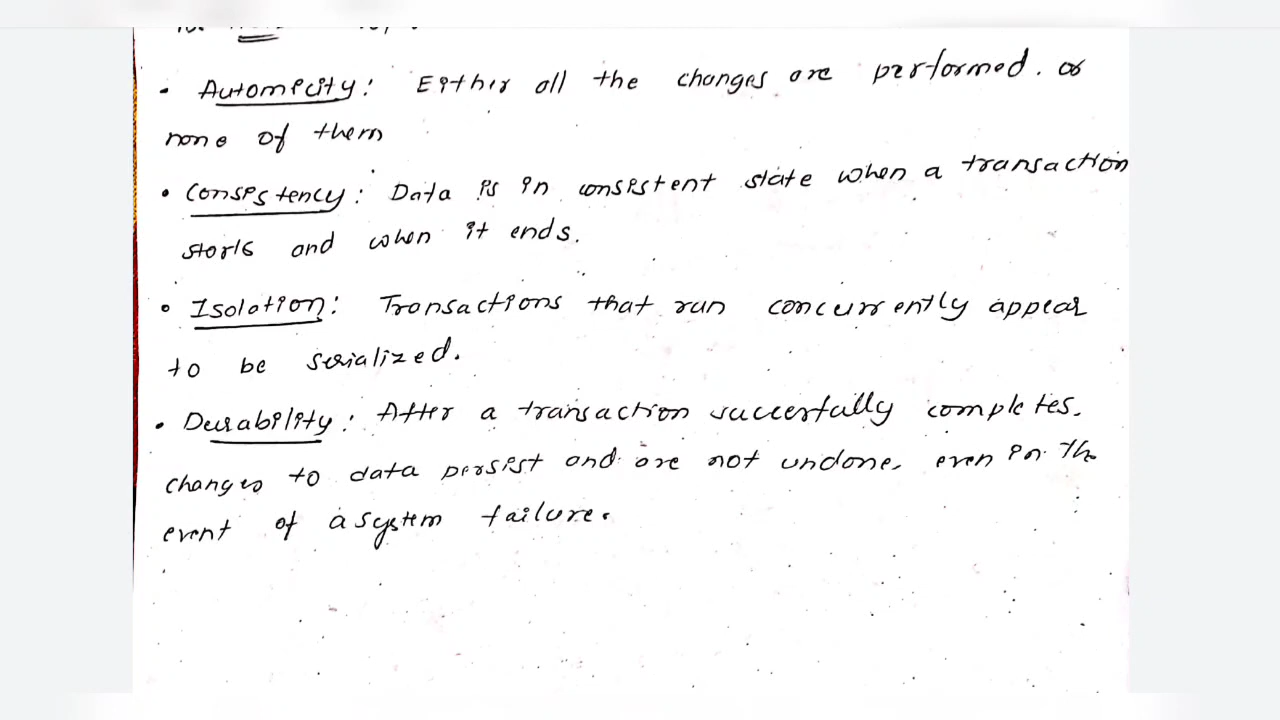 • Automicity: Either all the changes are performed. or
none of them
• Consistency: Data is in consistent state when a transaction
starts and when it ends.
• Isolation: Transactions that run concurrently appear
to be serialized.
• Durability: After a transaction successfully completes.
changes to data persist and are not undone, even in the
event of a system failure.